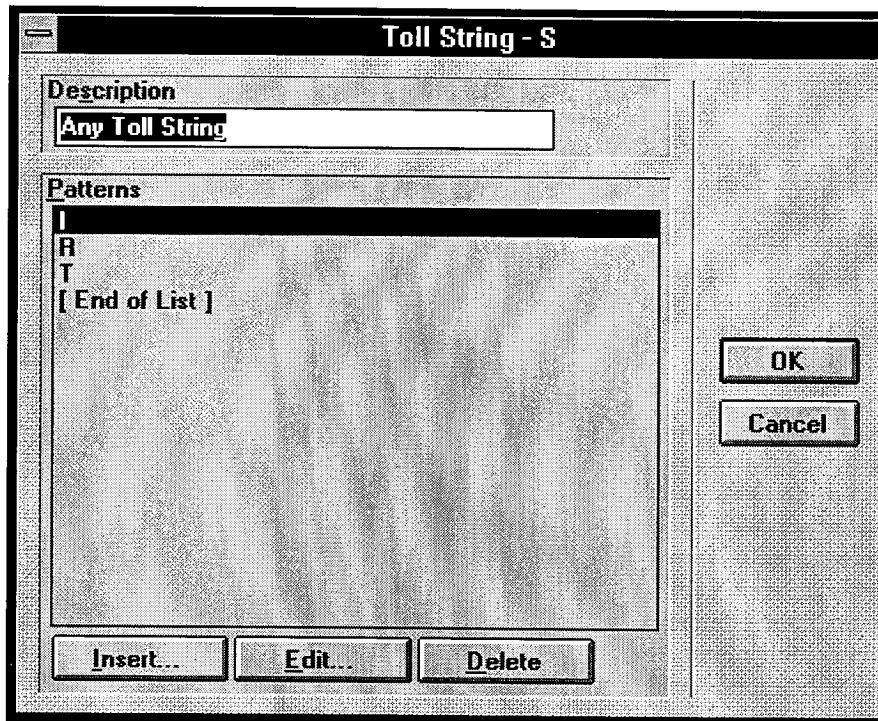 Toll String - S
Description
Any Toll String
Patterns
I
R
T
[ End of List ]
OK
Cancel
Insert...
Edit...
Delete